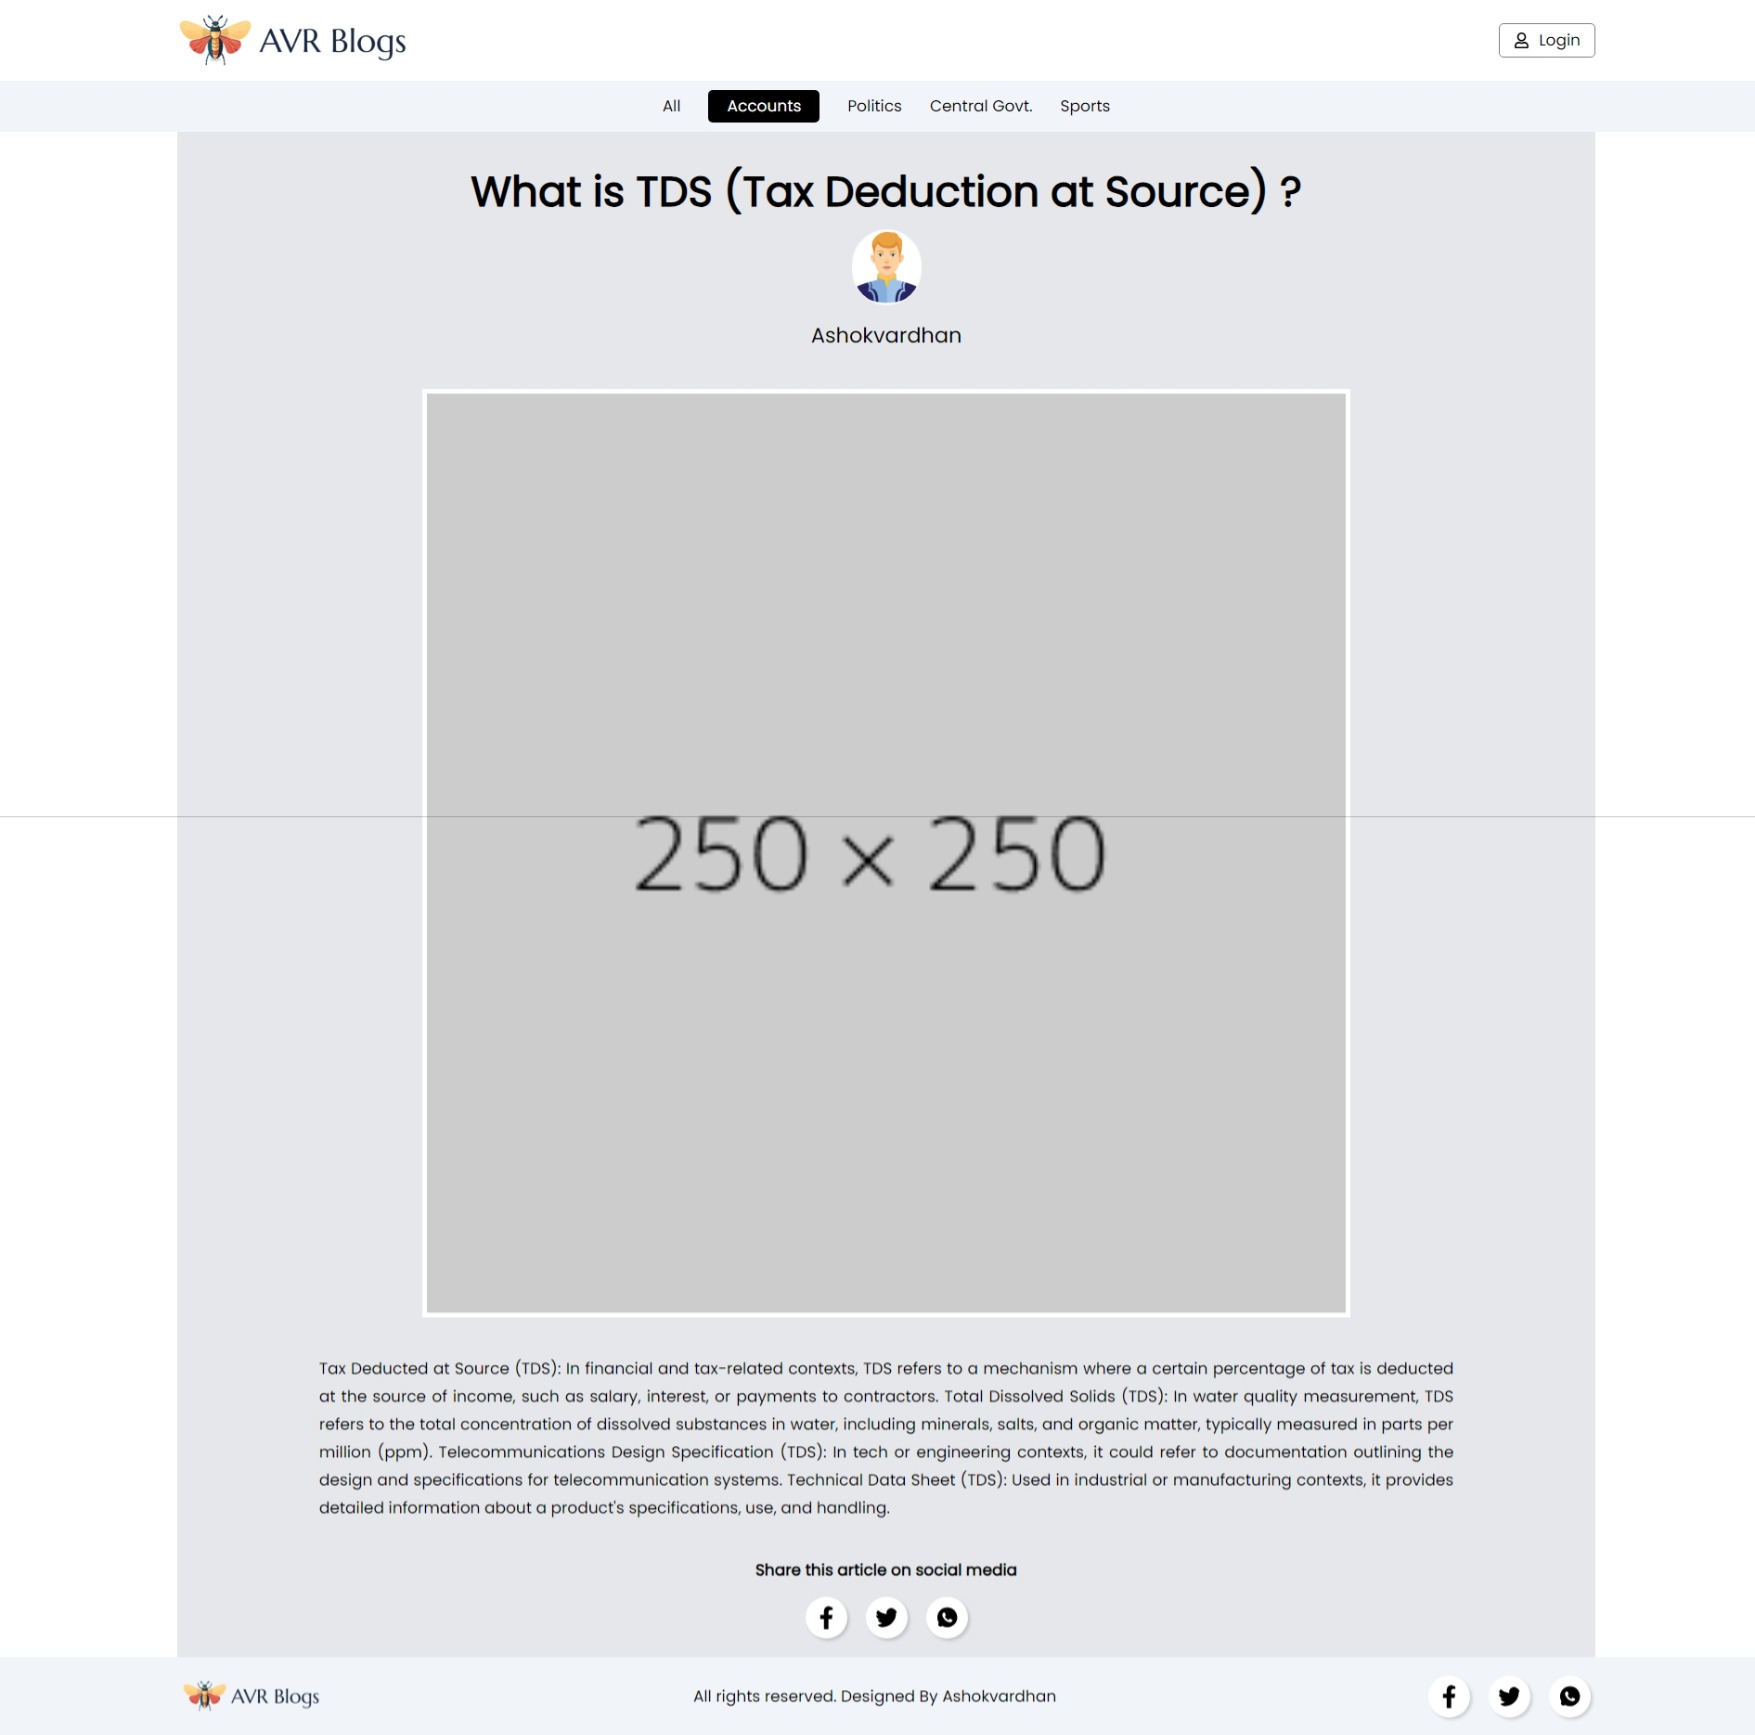 AVR Blogs
Login
All Accounts Politics Central Govt. Sports
What is TDS (Tax Deduction at Source) ?
Ashokvardhan
250 × 250
Tax Deducted at Source (TDS): In financial and tax-related contexts, TDS refers to a mechanism where a certain percentage of tax is deducted
at the source of income, such as salary, interest, or payments to contractors. Total Dissolved Solids (TDS): In water quality measurement, TDS
refers to the total concentration of dissolved substances in water, including minerals, salts, and organic matter, typically measured in parts per
million (ppm). Telecommunications Design Specification (TDS): In tech or engineering contexts, it could refer to documentation outlining the
design and specifications for telecommunication systems. Technical Data Sheet (TDS): Used in industrial or manufacturing contexts, it provides
detailed information about a product's specifications, use, and handling.
Share this article on social media
AVR Blogs
All rights reserved. Designed By Ashokvardhan